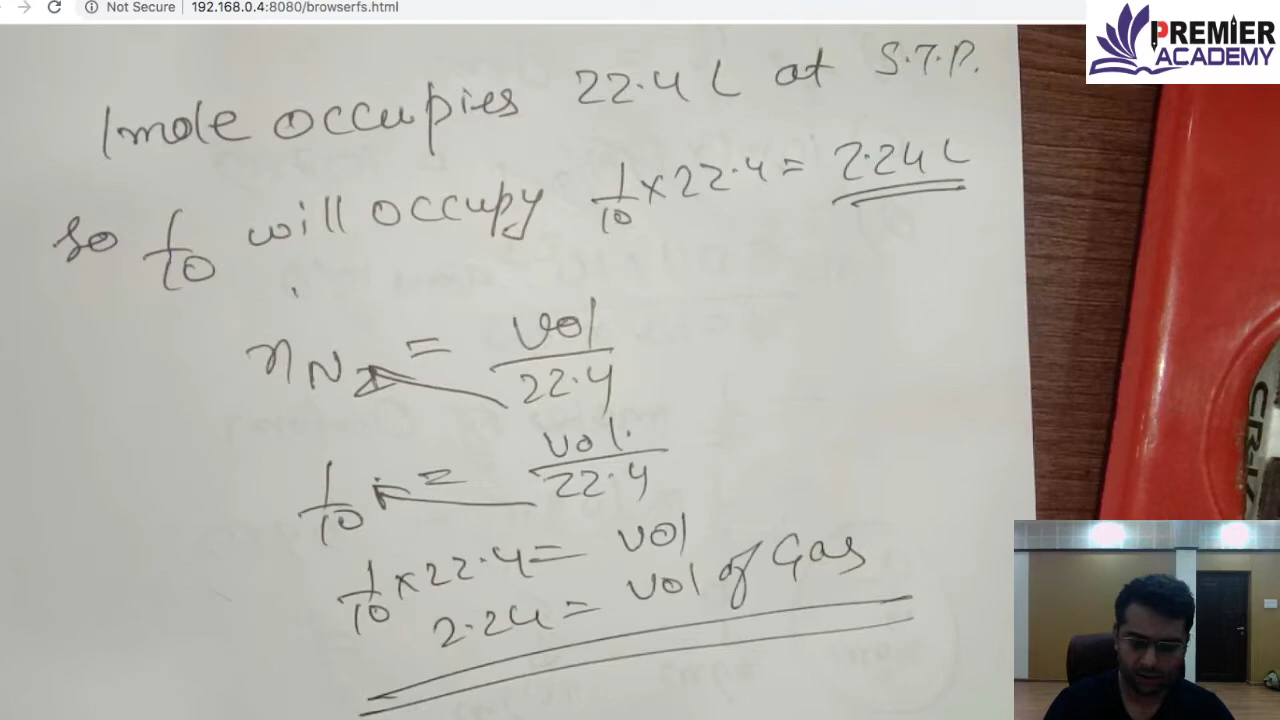 Not Secure | 192.168.0.4:8080/browserfs.html
PREMIER
ACADEMY
1mole occupies 22.4 L at S.T.P.
So 1/10 will occupy 1/10 × 22.4 = 2.24 L
nN2 = Vol/22.4
1/10 = Vol./22.4
1/10 × 22.4 = Vol
2.24 = Vol of Gas